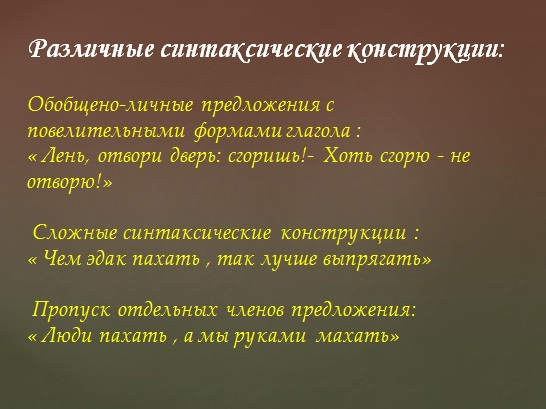 Различные синтаксические конструкции:
Обобщено-личные предложения с
повелительными формами глагола :
« Лень, отвори дверь: сгоришь!- Хоть сгорю - не
отворю!»
Сложные синтаксические конструкции :
« Чем эдак пахать , так лучше выпрягать»
Пропуск отдельных членов предложения:
« Люди пахать , а мы руками махать»